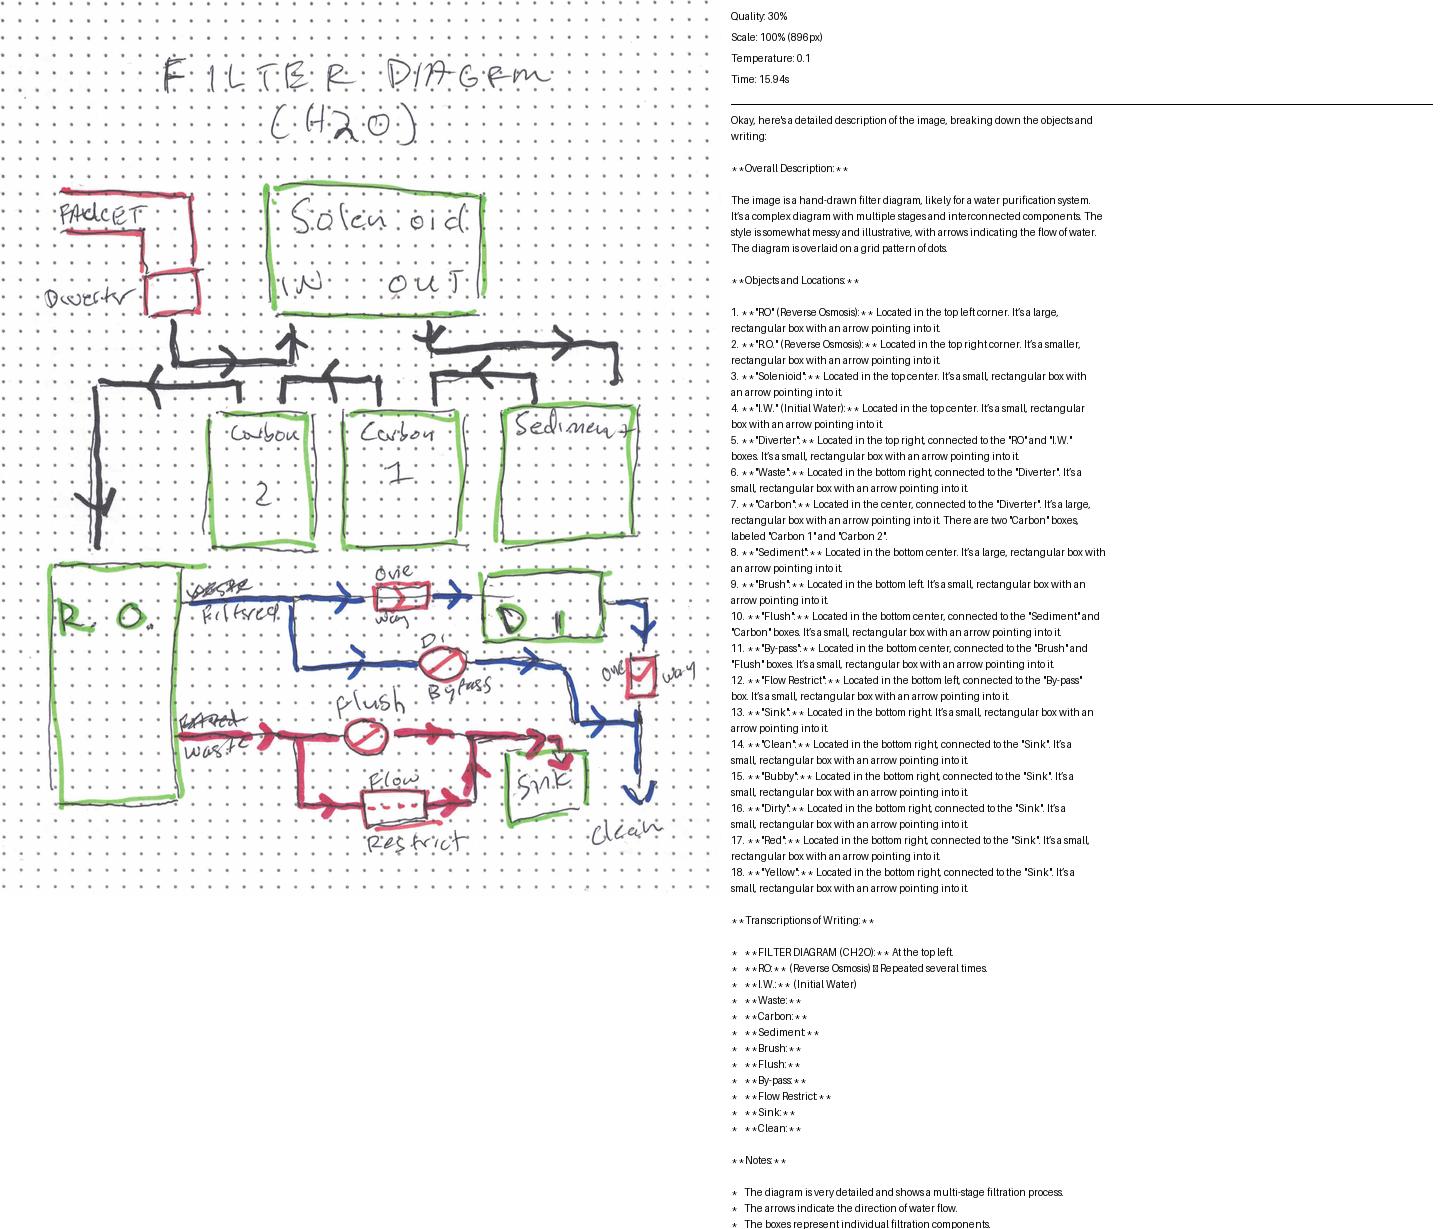 FILTER DIAGRM
(H2O)
FAUCET
Solenoid
IN OUT
Diverter
Carbon
2
Carbon
1
Sediment
R. O.
Filtered
one
way
D I
DI
Bypass
one way
Flush
waste
Flow
Restrict
Sink
Clean
Quality: 30%
Scale: 100% (896px)
Temperature: 0.1
Time: 15.94s
Okay, here's a detailed description of the image, breaking down the objects and
writing:
**Overall Description:**
The image is a hand-drawn filter diagram, likely for a water purification system.
It's a complex diagram with multiple stages and interconnected components. The
style is somewhat messy and illustrative, with arrows indicating the flow of water.
The diagram is overlaid on a grid pattern of dots.
**Objects and Locations:**
1. **"RO" (Reverse Osmosis):** Located in the top left corner. It's a large,
rectangular box with an arrow pointing into it.
2. **"R.O." (Reverse Osmosis):** Located in the top right corner. It's a smaller,
rectangular box with an arrow pointing into it.
3. **"Solenioid":** Located in the top center. It's a small, rectangular box with
an arrow pointing into it.
4. **"I.W." (Initial Water):** Located in the top center. It's a small, rectangular
box with an arrow pointing into it.
5. **"Diverter":** Located in the top right, connected to the "RO" and "I.W."
boxes. It's a small, rectangular box with an arrow pointing into it.
6. **"Waste":** Located in the bottom right, connected to the "Diverter". It's a
small, rectangular box with an arrow pointing into it.
7. **"Carbon":** Located in the center, connected to the "Diverter". It's a large,
rectangular box with an arrow pointing into it. There are two "Carbon" boxes,
labeled "Carbon 1" and "Carbon 2".
8. **"Sediment":** Located in the bottom center. It's a large, rectangular box with
an arrow pointing into it.
9. **"Brush":** Located in the bottom left. It's a small, rectangular box with an
arrow pointing into it.
10. **"Flush":** Located in the bottom center, connected to the "Sediment" and
"Carbon" boxes. It's a small, rectangular box with an arrow pointing into it.
11. **"By-pass":** Located in the bottom center, connected to the "Brush" and
"Flush" boxes. It's a small, rectangular box with an arrow pointing into it.
12. **"Flow Restrict":** Located in the bottom left, connected to the "By-pass"
box. It's a small, rectangular box with an arrow pointing into it.
13. **"Sink":** Located in the bottom right. It's a small, rectangular box with an
arrow pointing into it.
14. **"Clean":** Located in the bottom right, connected to the "Sink". It's a
small, rectangular box with an arrow pointing into it.
15. **"Bubby":** Located in the bottom right, connected to the "Sink". It's a
small, rectangular box with an arrow pointing into it.
16. **"Dirty":** Located in the bottom right, connected to the "Sink". It's a
small, rectangular box with an arrow pointing into it.
17. **"Red":** Located in the bottom right, connected to the "Sink". It's a small,
rectangular box with an arrow pointing into it.
18. **"Yellow":** Located in the bottom right, connected to the "Sink". It's a
small, rectangular box with an arrow pointing into it.
**Transcriptions of Writing:**
* **FILTER DIAGRAM (CH2O):** At the top left.
* **RO:** (Reverse Osmosis) Repeated several times.
* **I.W.:** (Initial Water)
* **Waste:**
* **Carbon:**
* **Sediment:**
* **Brush:**
* **Flush:**
* **By-pass:**
* **Flow Restrict:**
* **Sink:**
* **Clean:**
**Notes:**
* The diagram is very detailed and shows a multi-stage filtration process.
* The arrows indicate the direction of water flow.
* The boxes represent individual filtration components.